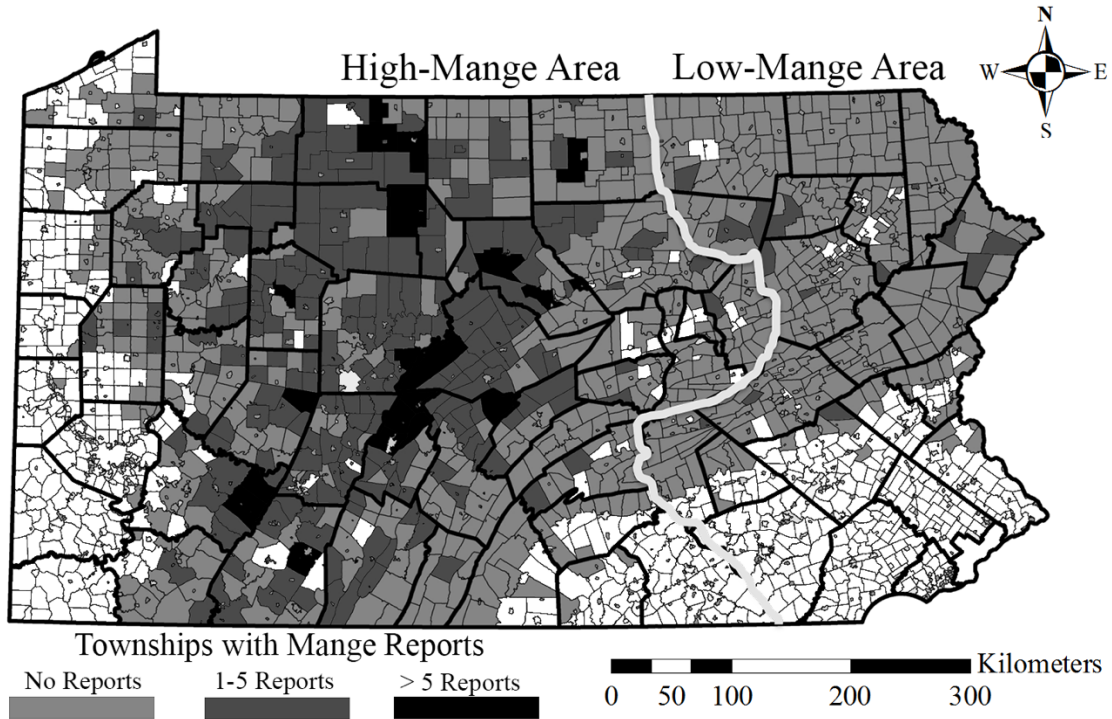 N
High-Mange Area Low-Mange Area
W E
S
Townships with Mange Reports
No Reports 1-5 Reports > 5 Reports
Kilometers
0 50 100 200 300